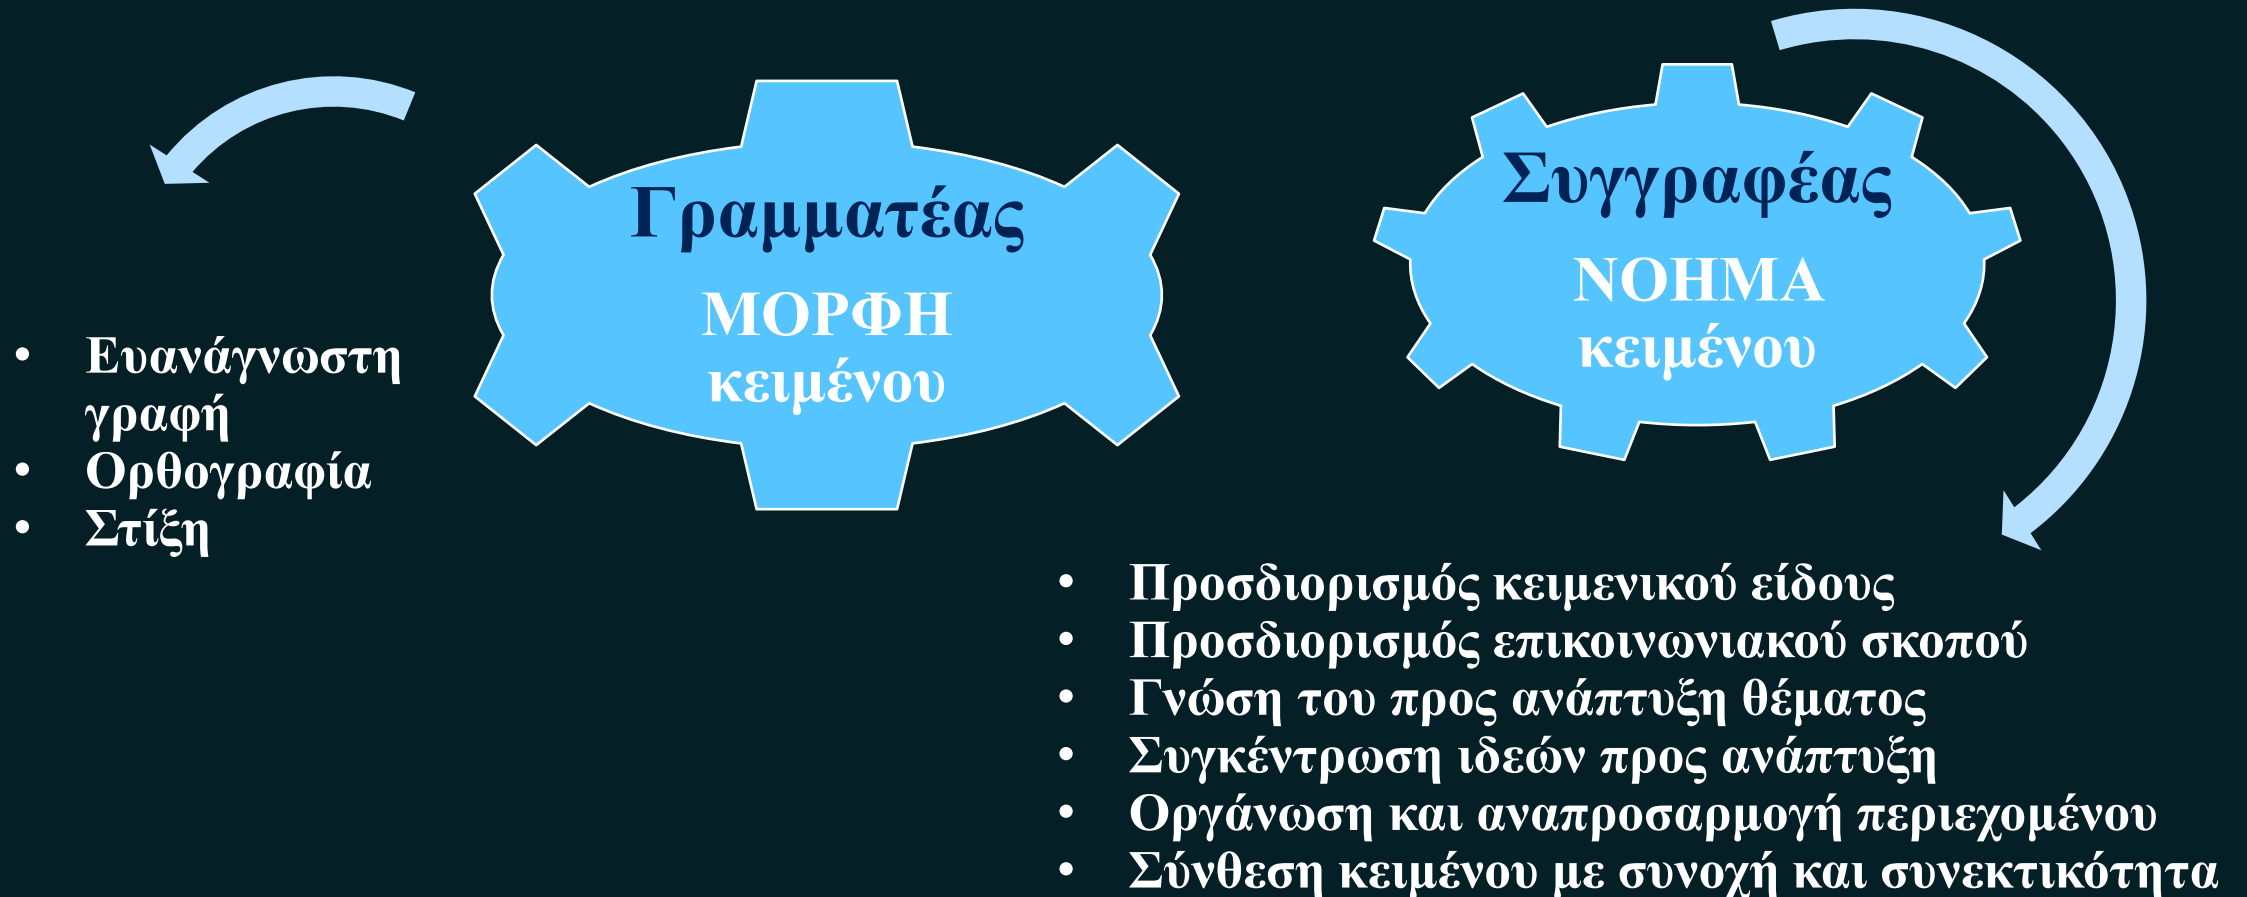 Γραμματέας
ΜΟΡΦΗ
κειμένου
• Ευανάγνωστη
γραφή
• Ορθογραφία
• Στίξη
Συγγραφέας
ΝΟΗΜΑ
κειμένου
• Προσδιορισμός κειμενικού είδους
• Προσδιορισμός επικοινωνιακού σκοπού
• Γνώση του προς ανάπτυξη θέματος
• Συγκέντρωση ιδεών προς ανάπτυξη
• Οργάνωση και αναπροσαρμογή περιεχομένου
• Σύνθεση κειμένου με συνοχή και συνεκτικότητα